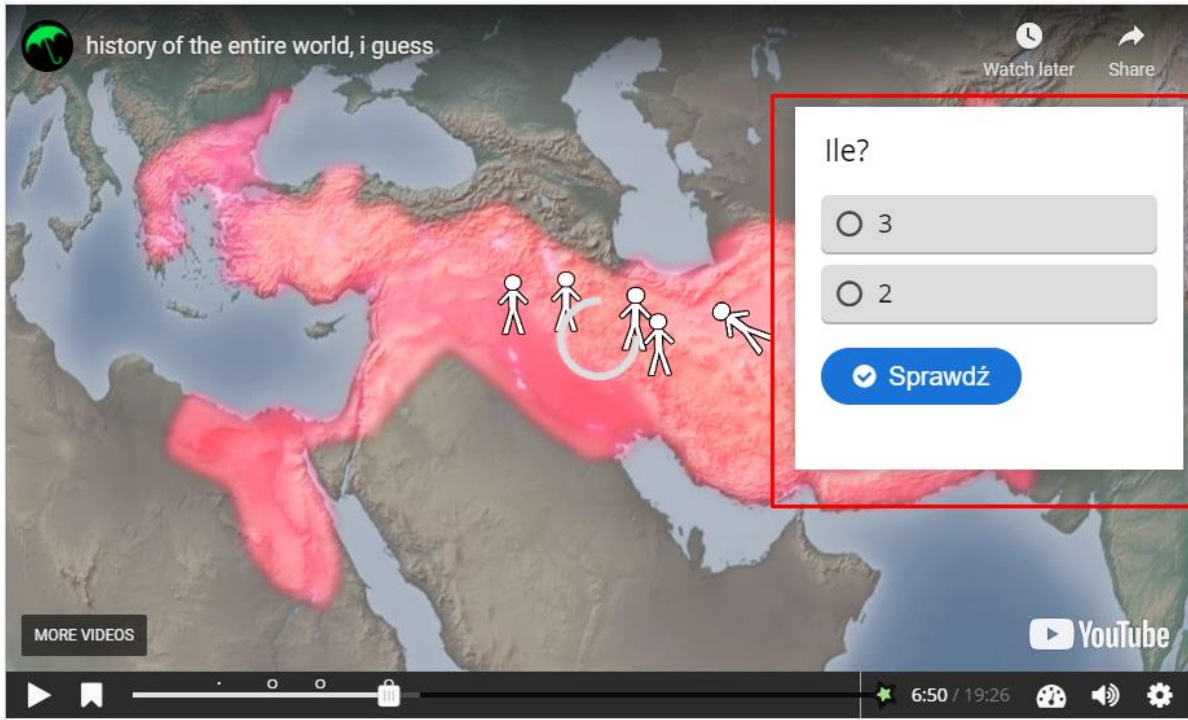 history of the entire world, i guess
Watch later
Share
Ile?
3
2
Sprawdź
MORE VIDEOS
YouTube
6:50 / 19:26